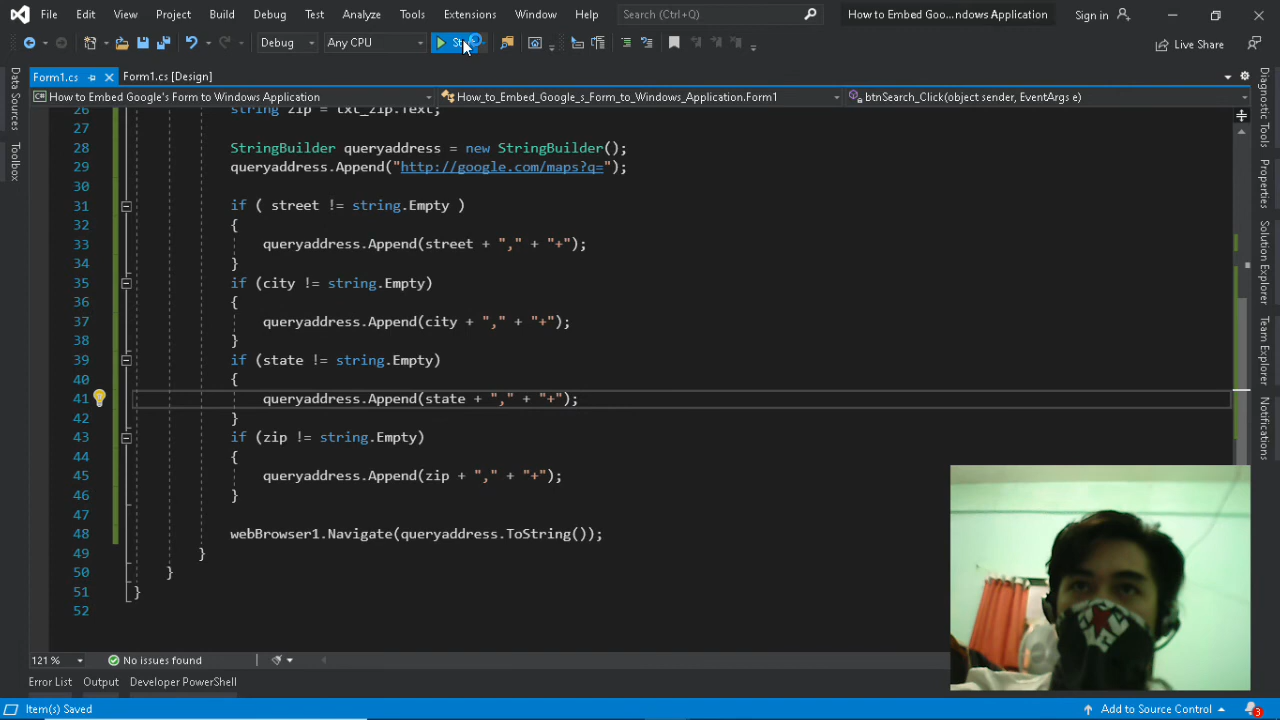 File Edit View Project Build Debug Test Analyze Tools Extensions Window Help Search (Ctrl+Q) How to Embed Goo...ndows Application Sign in
Debug Any CPU Live Share
Form1.cs Form1.cs [Design]
How to Embed Google's Form to Windows Application How_to_Embed_Google_s_Form_to_Windows_Application.Form1 btnSearch_Click(object sender, EventArgs e)
26 string zip = txt_zip.Text;
27
28 StringBuilder queryaddress = new StringBuilder();
29 queryaddress.Append("http://google.com/maps?q=");
30
31 if ( street != string.Empty )
32 {
33 queryaddress.Append(street + "," + "+");
34 }
35 if (city != string.Empty)
36 {
37 queryaddress.Append(city + "," + "+");
38 }
39 if (state != string.Empty)
40 {
41 queryaddress.Append(state + "," + "+");
42 }
43 if (zip != string.Empty)
44 {
45 queryaddress.Append(zip + "," + "+");
46 }
47
48 webBrowser1.Navigate(queryaddress.ToString());
49 }
50 }
51 }
52
Data Sources
Toolbox
Diagnostic Tools
Properties
Solution Explorer
Team Explorer
Notifications
121 % No issues found
Error List Output Developer PowerShell
Item(s) Saved Add to Source Control 3